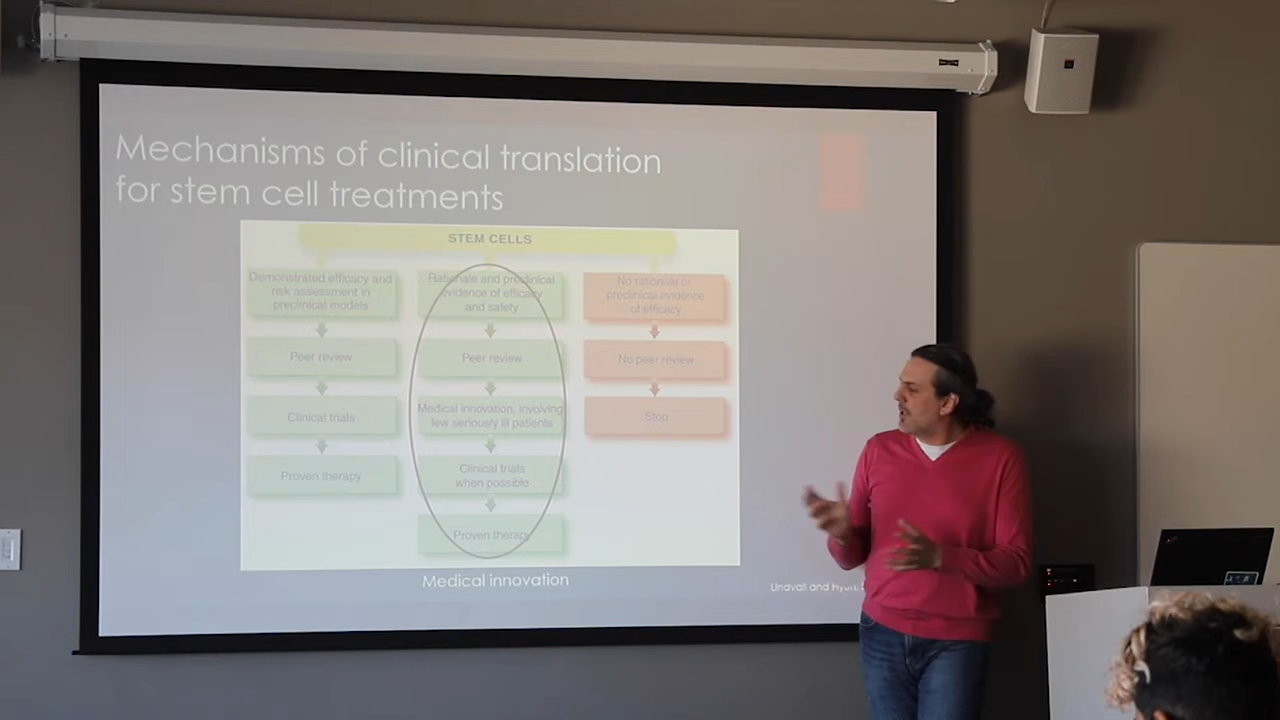 Mechanisms of clinical translation
for stem cell treatments
STEM CELLS
Demonstrated efficacy and
risk assessment in
preclinical models
Peer review
Clinical trials
Proven therapy
Rationale and preclinical
evidence of efficacy
and safety
Peer review
Medical innovation, involving
few seriously ill patients
Clinical trials
when possible
Proven therapy
No rationale or
preclinical evidence
of efficacy
No peer review
Stop
Medical innovation
and